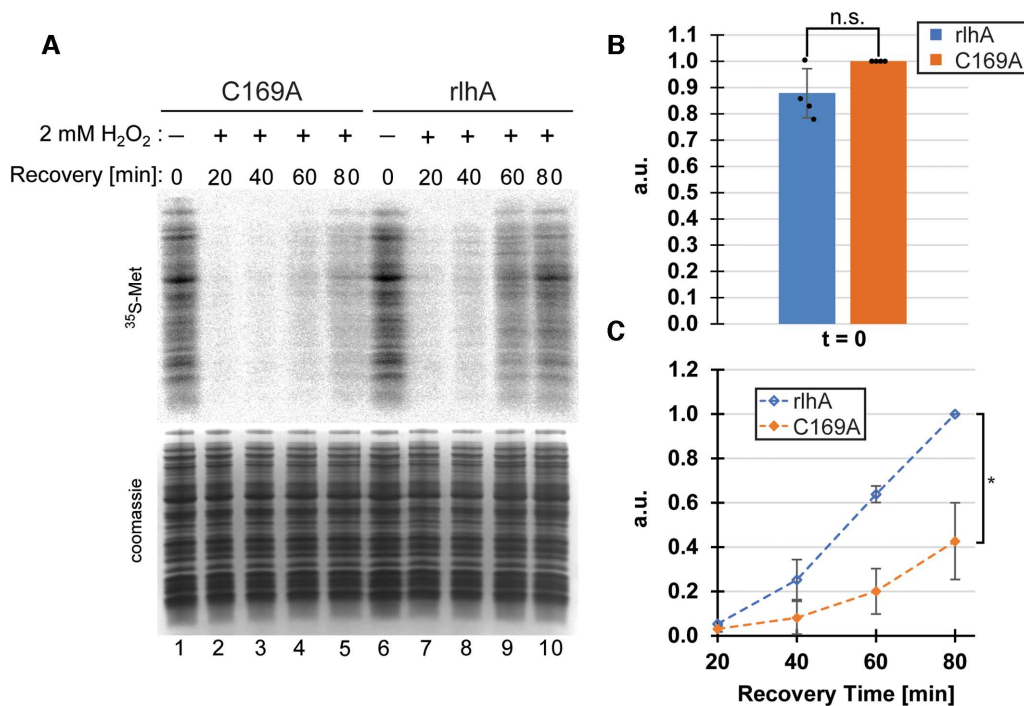 A
C169A rlhA
2 mM H₂O₂ : – + + + + – + + + +
Recovery [min]: 0 20 40 60 80 0 20 40 60 80
³⁵S-Met
coomassie
1 2 3 4 5 6 7 8 9 10
B
n.s.
rlhA
C169A
1.1
1.0
0.9
0.8
0.7
0.6
0.5
0.4
0.3
0.2
0.1
0.0
a.u.
t = 0
C
1.2
1.0
0.8
0.6
0.4
0.2
0.0
a.u.
rlhA
C169A
*
20 40 60 80
Recovery Time [min]